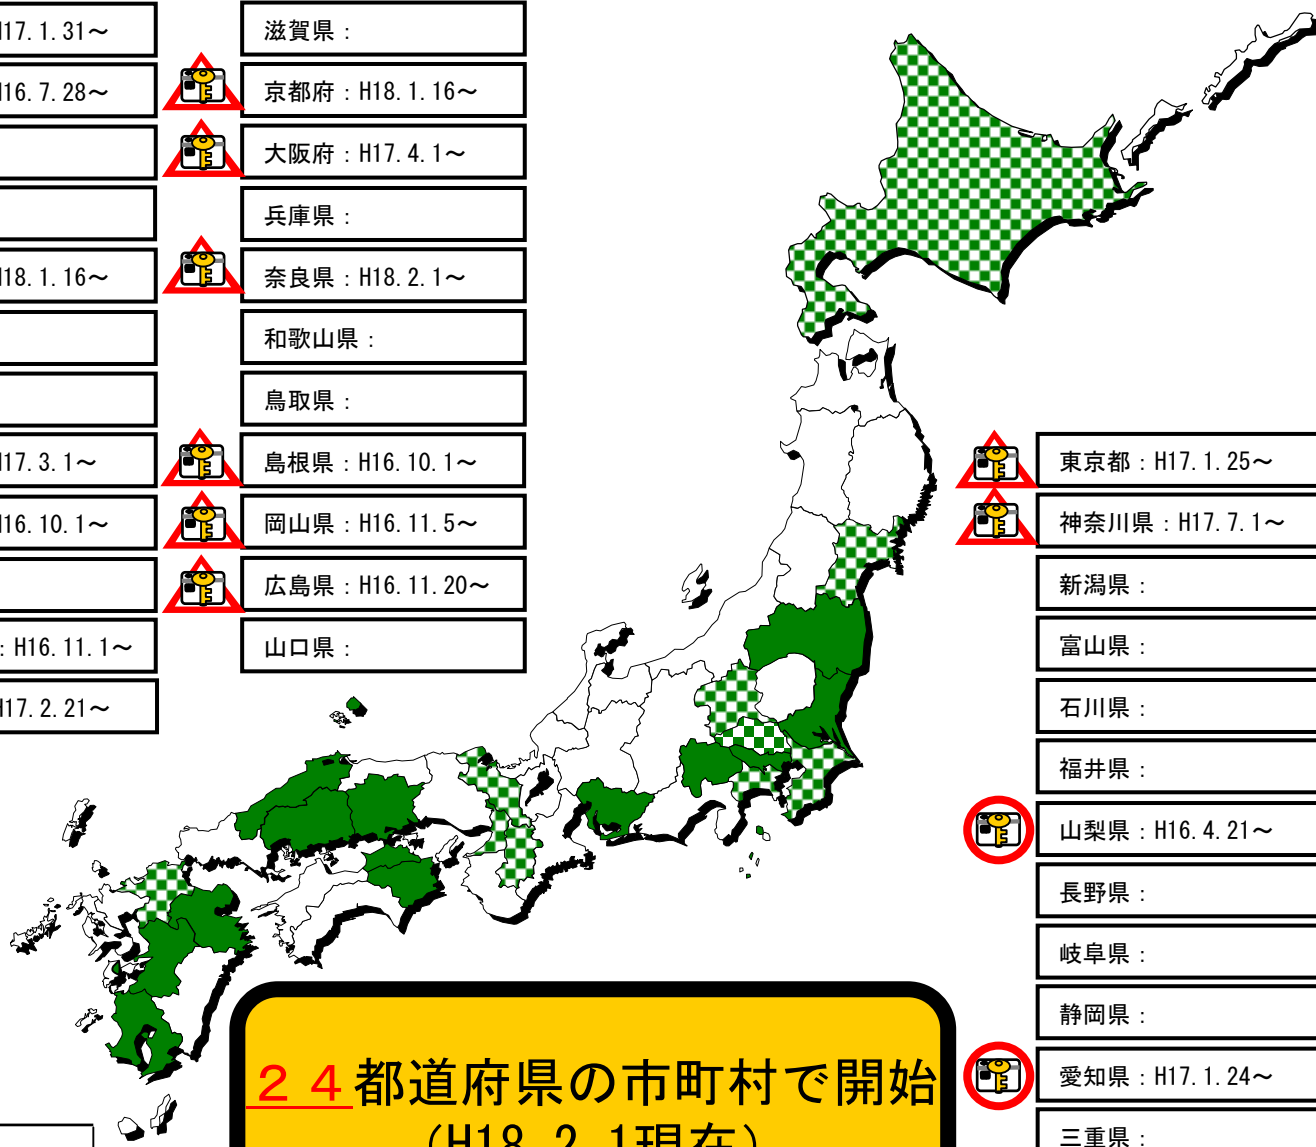 H17.1.31～
H16.7.28～
H18.1.16～
H17.3.1～
H16.10.1～
：H16.11.1～
H17.2.21～
滋賀県：
京都府：H18.1.16～
大阪府：H17.4.1～
兵庫県：
奈良県：H18.2.1～
和歌山県：
鳥取県：
島根県：H16.10.1～
岡山県：H16.11.5～
広島県：H16.11.20～
山口県：
東京都：H17.1.25～
神奈川県：H17.7.1～
新潟県：
富山県：
石川県：
福井県：
山梨県：H16.4.21～
長野県：
岐阜県：
静岡県：
愛知県：H17.1.24～
三重県：
２４都道府県の市町村で開始
(H18.2.1現在)